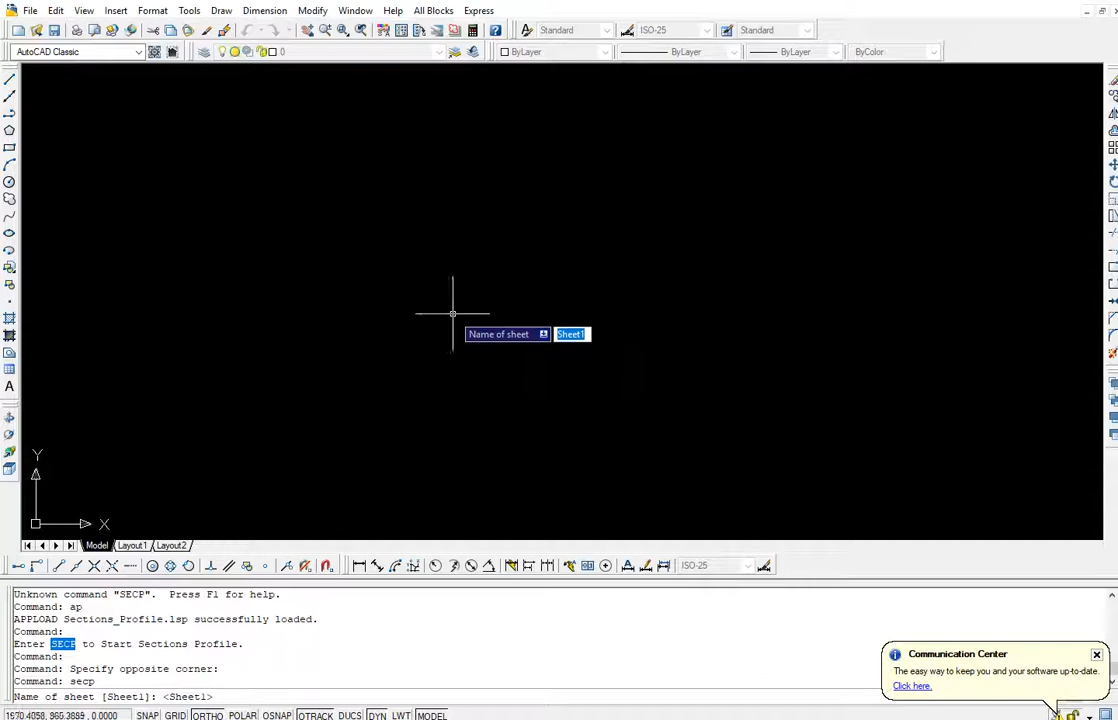 File Edit View Insert Format Tools Draw Dimension Modify Window Help All Blocks Express
Standard ISO-25 Standard
AutoCAD Classic 0 ByLayer ByLayer ByLayer ByColor
Name of sheet Sheet1
Y
X
Model Layout1 Layout2
ISO-25
Unknown command "SECP". Press F1 for help.
Command: ap
APPLOAD Sections_Profile.lsp successfully loaded.
Command:
Enter SECP to Start Sections Profile.
Command:
Command: Specify opposite corner:
Command: secp
Name of sheet [Sheet1]: <Sheet1>
Communication Center
The easy way to keep you and your software up-to-date.
Click here.
SNAP GRID ORTHO POLAR OSNAP OTRACK DUCS DYN LWT MODEL